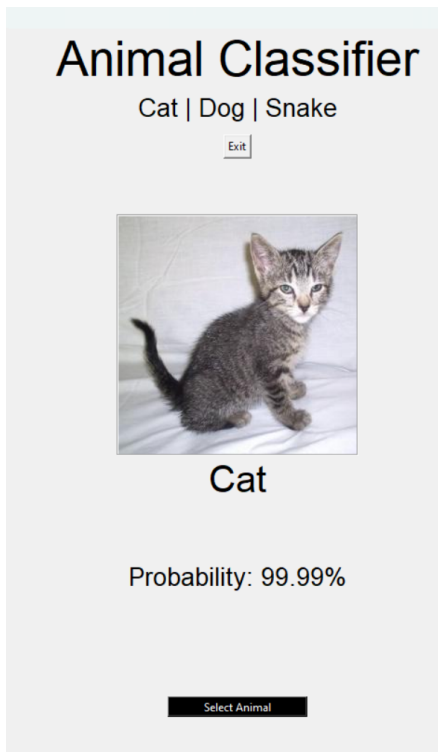 Animal Classifier
Cat | Dog | Snake
Exit
Cat
Probability: 99.99%
Select Animal